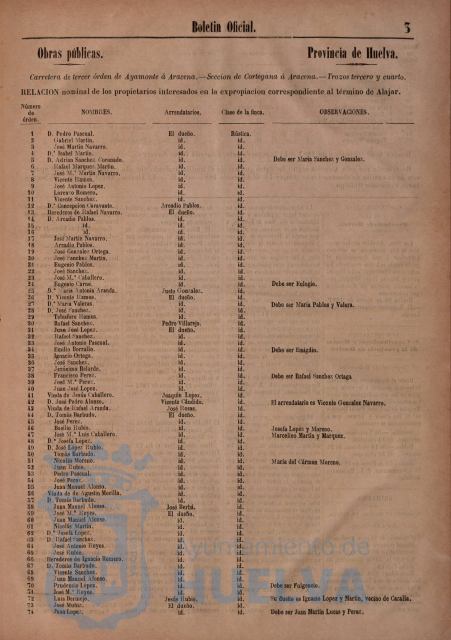 Boletin Oficial. 3
Obras públicas. Provincia de Huelva.
Carretera de tercer órden de Ayamonte á Aracena.—Seccion de Cortegana á Aracena.—Trozos tercero y cuarto.
RELACION nominal de los propietarios interesados en la expropiacion correspondiente al término de Alajar.
Número de órden. NOMBRES. Arrendatarios. Clase de la finca. OBSERVACIONES.
1 D. Pedro Pascual. El dueño. Rústica.
2 Gabriel Martin. id. id.
3 José Martin Navarro. id. id.
4 D.ª Isabel Martin. id. id.
5 D. Adrian Sanchez Coronado. id. id. Debe ser Maria Sanchez y Gonzalez.
6 Rafael Marquez Martin. id. id.
7 José M.ª Martin Navarro. id. id.
8 Vicente Ramos. id. id.
9 José Antonio Lopez. id. id.
10 Lorenzo Romero. id. id.
11 Vicente Sanchez. id. id.
12 D.ª Concepcion Caravante. Arcadio Pablos. id.
13 Herederos de Rafael Navarro. El dueño. id.
14 D. Arcadio Pablos. id. id.
15 id. id. id.
16 id. id. id.
17 José Martin Navarro. id. id.
18 Arcadio Pablos. id. id.
19 José Gonzalez Ortega. id. id.
20 José Sanchez Martin. id. id.
21 Eugenio Pablos. id. id.
22 José Sanchez. id. id.
23 José M.ª Caballero. id. id.
24 Eugenio Carne. id. id. Debe ser Eulogio.
25 D.ª Maria Antonia Aranda. Justo Gonzalez. id.
26 D. Vicente Ramos. El dueño. id.
27 D.ª Maria Valeras. id. id. Debe ser Maria Pablos y Valera.
28 D. José Sanchez. id. id.
29 Ramos. id. id.
30 Rafael Sanchez. Pedro Villarejo. id.
31 Juan José Lopez. El dueño. id.
32 Rafael Sanchez. id. id.
33 José Antonio Pascual. id. id.
34 Emilio Borrallo. id. id. Debe ser
35 Ignacio Ortega. id. id.
36 José Sanchez. id. id.
37 Jerónimo id. id.
38 Francisco Perez. id. id. Debe ser Rafael Sanchez Ortega
39 José M.ª Perez. id. id.
40 Juan José Lopez. id. id.
41 Viuda de Jesús Caballero. Joaquin Lopez. id.
42 D. José Pedro Alonso. Vicente Cándido. id. El arrendatario es Vicente Gonzalez Navarro.
43 Viuda de Rafael Aranda. José id.
44 D. Tomás Barbudo. El dueño. id.
45 José Perez. id. id.
46 Basilio Rubio. id. id. Josefa Lopez y Moreno.
47 José M.ª Luis Caballero. id. id. Marcelino Martin y Marquez.
48 D.ª Josefa Lopez. id. id.
49 D. José Lopez Rubio. id. id.
50 Tomás Barbudo. id. id.
51 Nicolás Moreno. id. id. Maria del Cármen Moreno.
52 Juan Rubio. id. id.
53 Pedro Pascual. id. id.
54 José Perez. id. id.
55 Juan Manuel Alonso. id. id.
56 Viuda de de Agustin id. id.
57 D. Tomás Barbudo. id. id.
58 Juan Manuel Alonso. José id.
59 José M.ª Reyes. El dueño. id.
60 Juan Manuel Alonso. id. id.
61 Nicolás Martin. id. id.
62 D.ª Josefa Lopez. id. id.
63 D. Rafael Sanchez. id. id.
64 José Antonio Reyes. id. id.
65 José Rubio. id. id.
66 Herederos de Ignacio Romero. id. id.
67 D. Tomás Barbudo. id. id.
68 Vicente Sanchez. id. id.
69 Juan Manuel Alonso. id. id.
70 Prudencio Lopez. id. id. Debe ser Fulgencio.
71 José M.ª Reyes. id. id.
72 Luis Bermejo. Jesús Rubio. id. Su dueño es Ignacio Lopez y Martin, vecino de
73 José Muñoz. El dueño. id.
74 Juan Lopez. id. id. Debe ser Juan Martin Lucas y Perez.
Ayuntamiento de
HUELVA